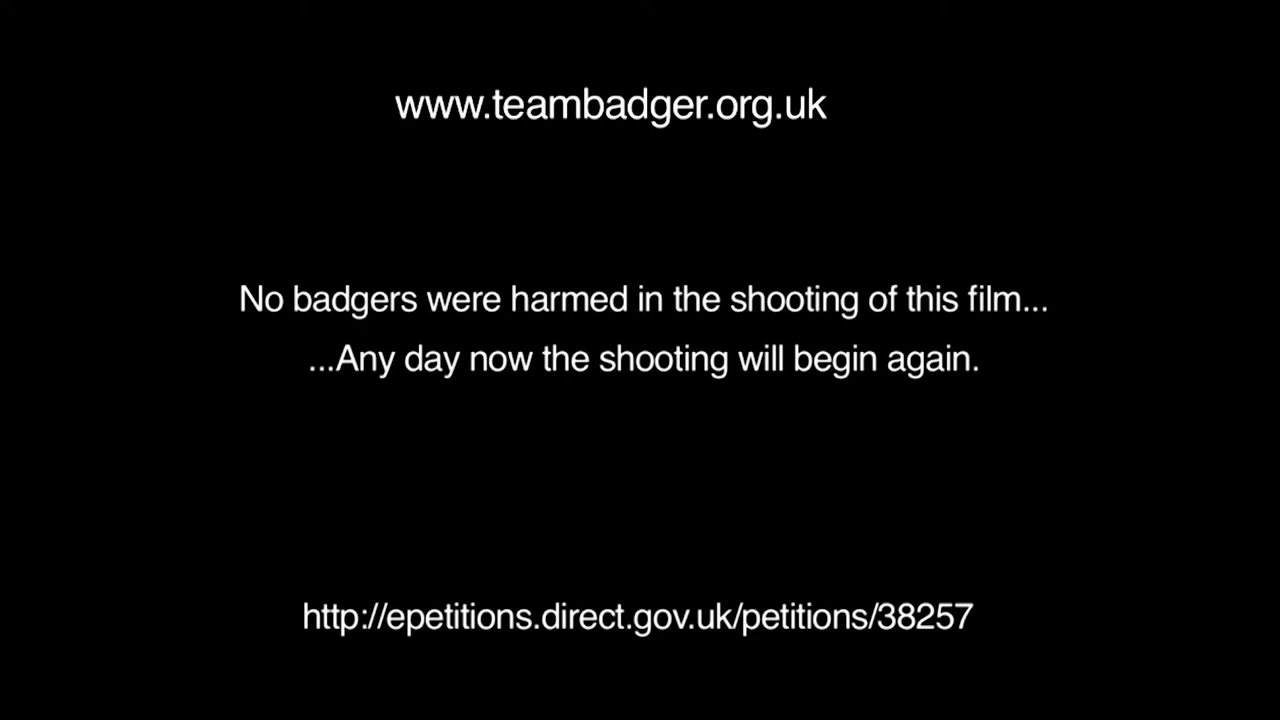 www.teambadger.org.uk
No badgers were harmed in the shooting of this film...
...Any day now the shooting will begin again.
http://epetitions.direct.gov.uk/petitions/38257